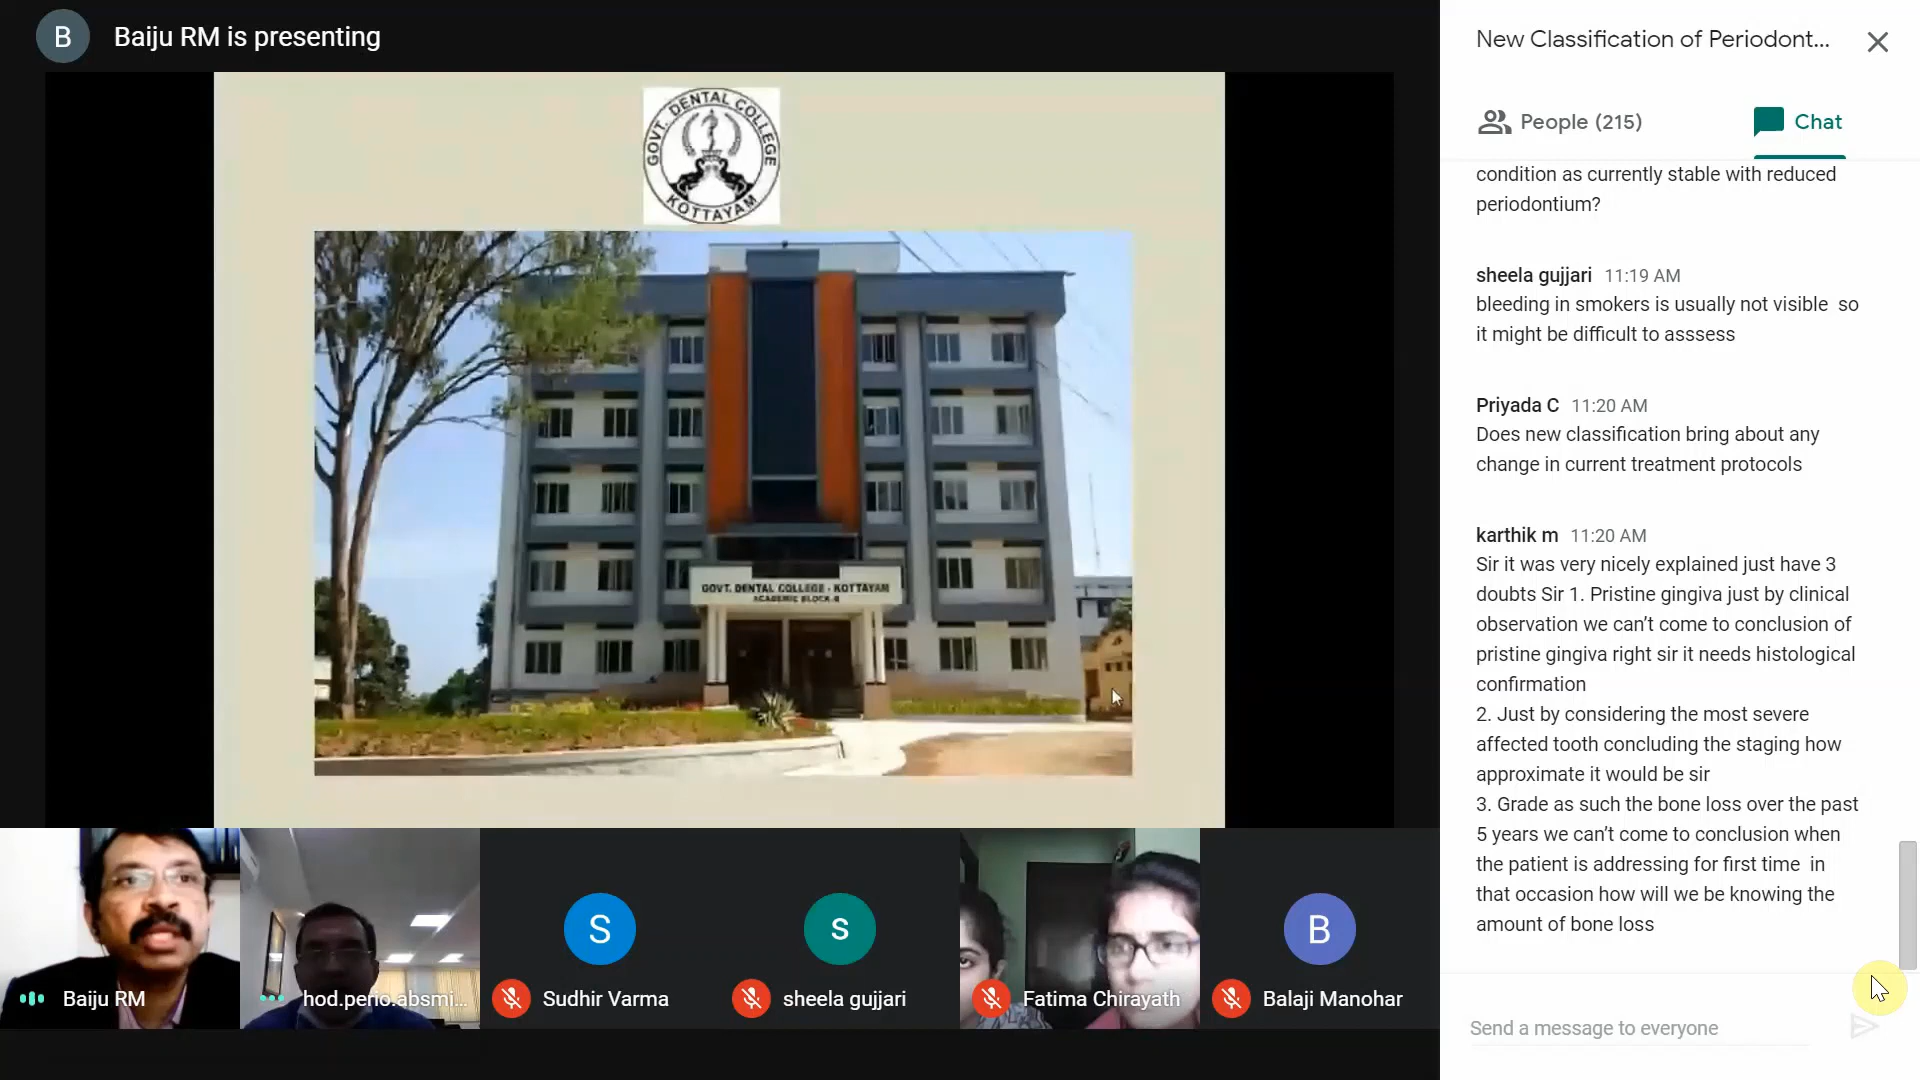 B
Baiju RM is presenting
GOVT. DENTAL COLLEGE
KOTTAYAM
GOVT. DENTAL COLLEGE - KOTTAYAM
ACADEMIC BLOCK-II
B
Baiju RM
hod.perio.absmi...
S
Sudhir Varma
s
sheela gujjari
Fatima Chirayath
B
Balaji Manohar
New Classification of Periodont...
People (215)
Chat
condition as currently stable with reduced
periodontium?
sheela gujjari 11:19 AM
bleeding in smokers is usually not visible so
it might be difficult to asssess
Priyada C 11:20 AM
Does new classification bring about any
change in current treatment protocols
karthik m 11:20 AM
Sir it was very nicely explained just have 3
doubts Sir 1. Pristine gingiva just by clinical
observation we can’t come to conclusion of
pristine gingiva right sir it needs histological
confirmation
2. Just by considering the most severe
affected tooth concluding the staging how
approximate it would be sir
3. Grade as such the bone loss over the past
5 years we can’t come to conclusion when
the patient is addressing for first time in
that occasion how will we be knowing the
amount of bone loss
Send a message to everyone